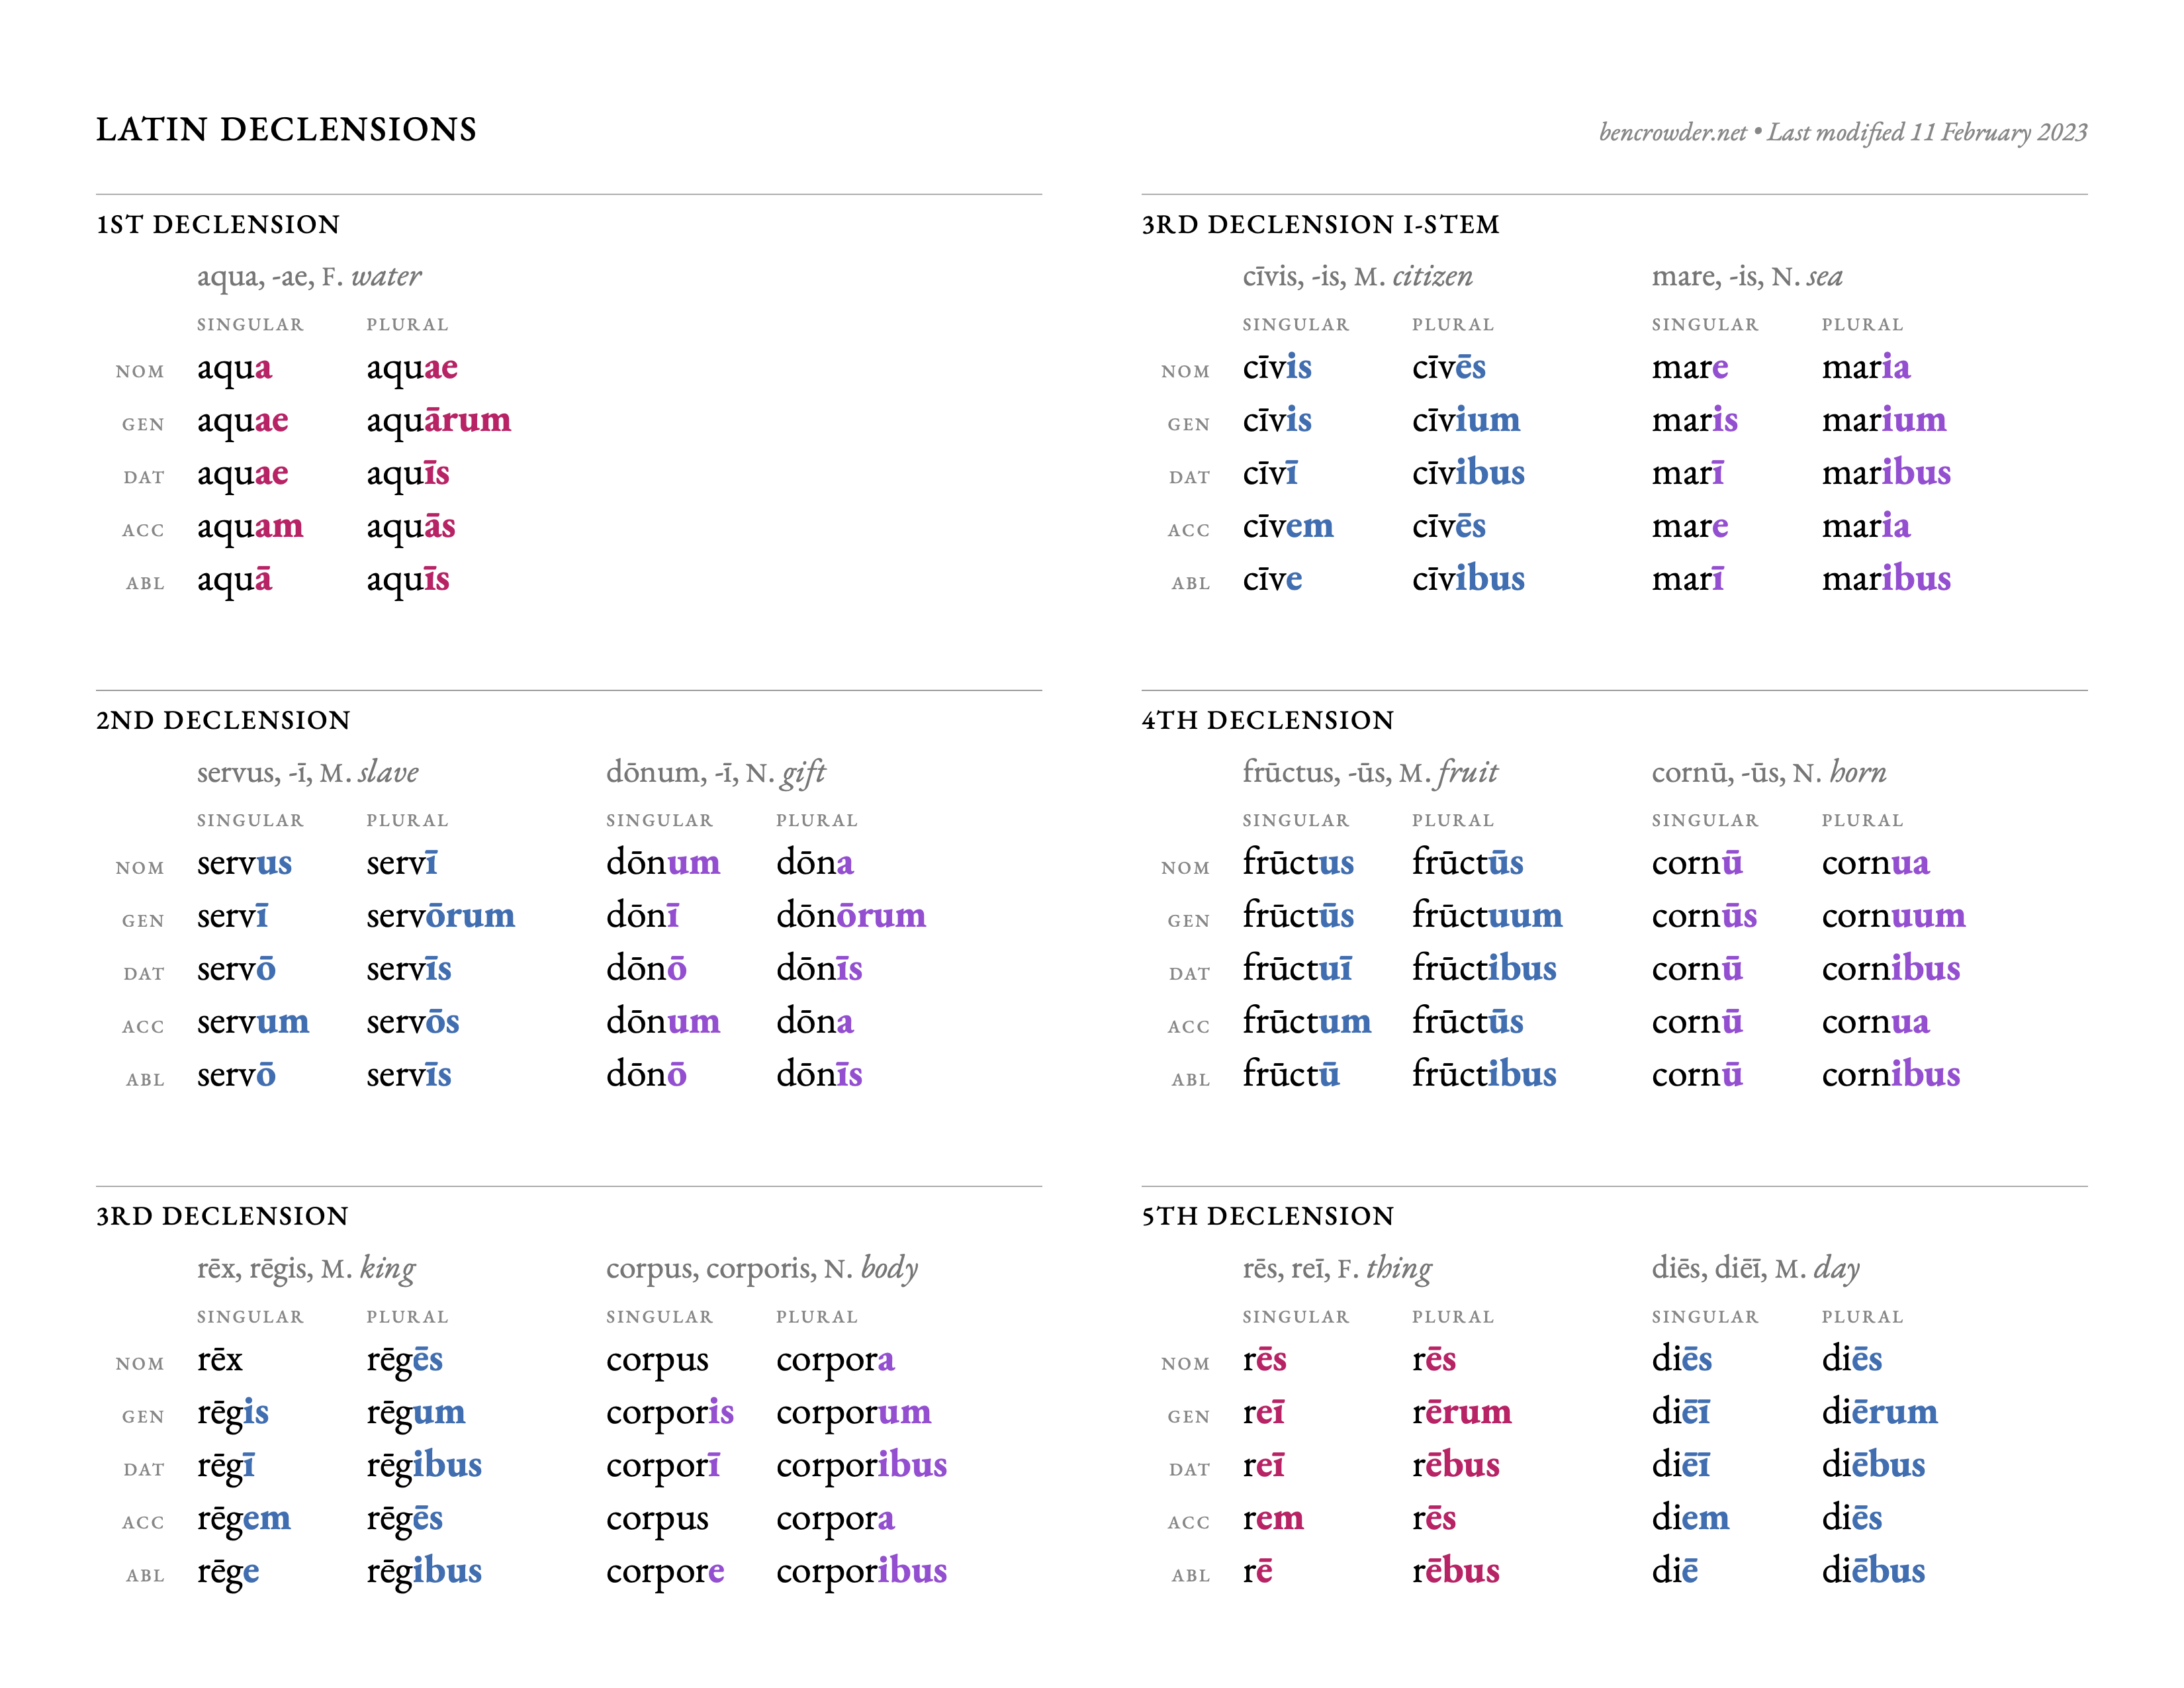 LATIN DECLENSIONS
bencrowder.net • Last modified 11 February 2023
1ST DECLENSION
aqua, -ae, F. water
SINGULAR PLURAL
NOM aqua aquae
GEN aquae aquārum
DAT aquae aquīs
ACC aquam aquās
ABL aquā aquīs
2ND DECLENSION
servus, -ī, M. slave dōnum, -ī, N. gift
SINGULAR PLURAL SINGULAR PLURAL
NOM servus servī dōnum dōna
GEN servī servōrum dōnī dōnōrum
DAT servō servīs dōnō dōnīs
ACC servum servōs dōnum dōna
ABL servō servīs dōnō dōnīs
3RD DECLENSION
rēx, rēgis, M. king corpus, corporis, N. body
SINGULAR PLURAL SINGULAR PLURAL
NOM rēx rēgēs corpus corpora
GEN rēgis rēgum corporis corporum
DAT rēgī rēgibus corporī corporibus
ACC rēgem rēgēs corpus corpora
ABL rēge rēgibus corpore corporibus
3RD DECLENSION I-STEM
cīvis, -is, M. citizen mare, -is, N. sea
SINGULAR PLURAL SINGULAR PLURAL
NOM cīvis cīvēs mare maria
GEN cīvis cīvium maris marium
DAT cīvī cīvibus marī maribus
ACC cīvem cīvēs mare maria
ABL cīve cīvibus marī maribus
4TH DECLENSION
frūctus, -ūs, M. fruit cornū, -ūs, N. horn
SINGULAR PLURAL SINGULAR PLURAL
NOM frūctus frūctūs cornū cornua
GEN frūctūs frūctuum cornūs cornuum
DAT frūctuī frūctibus cornū cornibus
ACC frūctum frūctūs cornū cornua
ABL frūctū frūctibus cornū cornibus
5TH DECLENSION
rēs, reī, F. thing diēs, diēī, M. day
SINGULAR PLURAL SINGULAR PLURAL
NOM rēs rēs diēs diēs
GEN reī rērum diēī diērum
DAT reī rēbus diēī diēbus
ACC rem rēs diem diēs
ABL rē rēbus diē diēbus